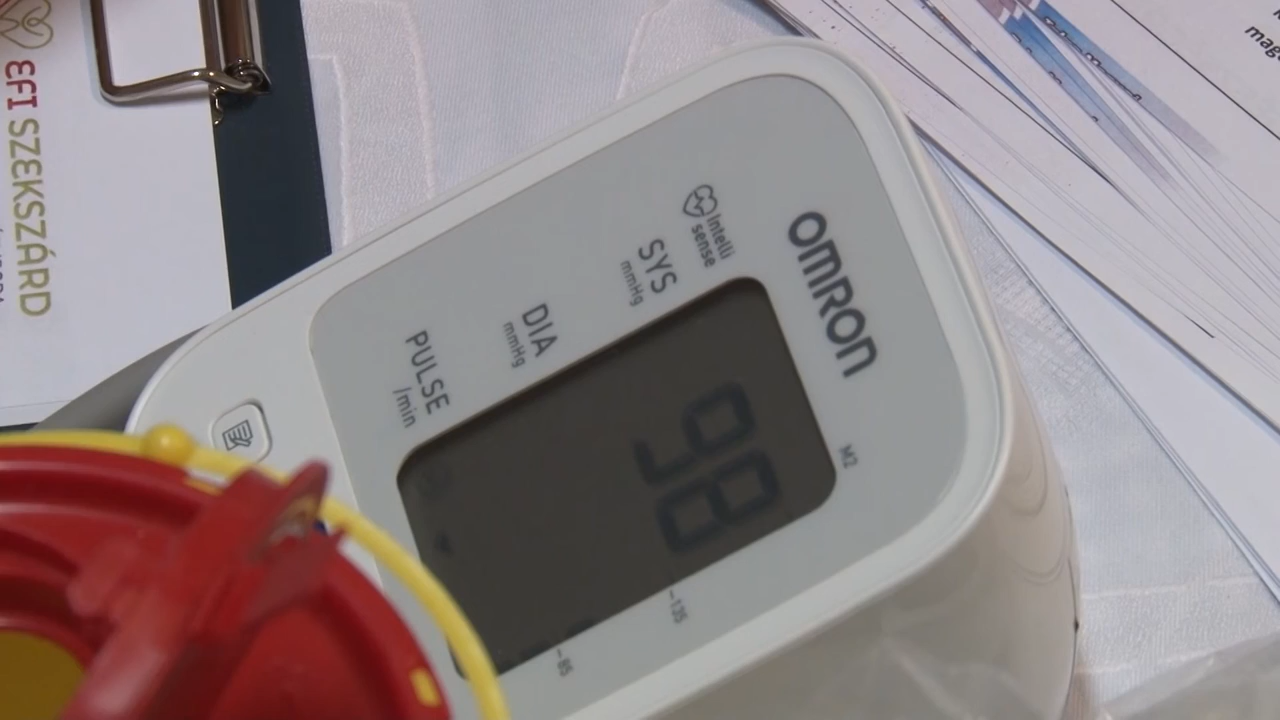 EFI SZEKSZÁRD
OMRON
Intelli
sense
SYS
mmHg
DIA
mmHg
PULSE
/min
98
M2
-135
-85